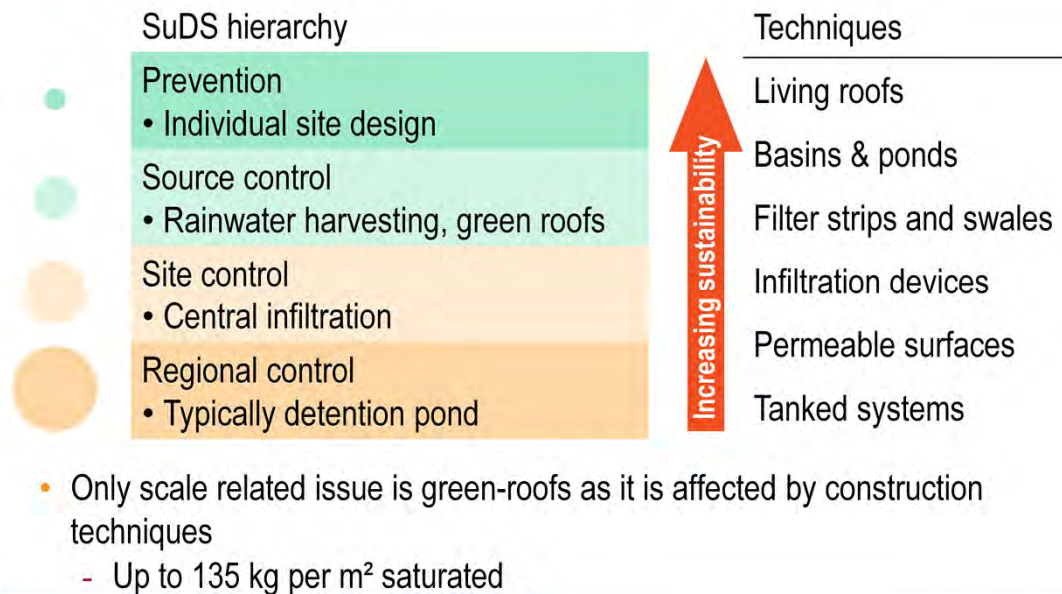 SuDS hierarchy
Prevention
• Individual site design
Source control
• Rainwater harvesting, green roofs
Site control
• Central infiltration
Regional control
• Typically detention pond
Increasing sustainability
Techniques
Living roofs
Basins & ponds
Filter strips and swales
Infiltration devices
Permeable surfaces
Tanked systems
• Only scale related issue is green-roofs as it is affected by construction
techniques
- Up to 135 kg per m² saturated